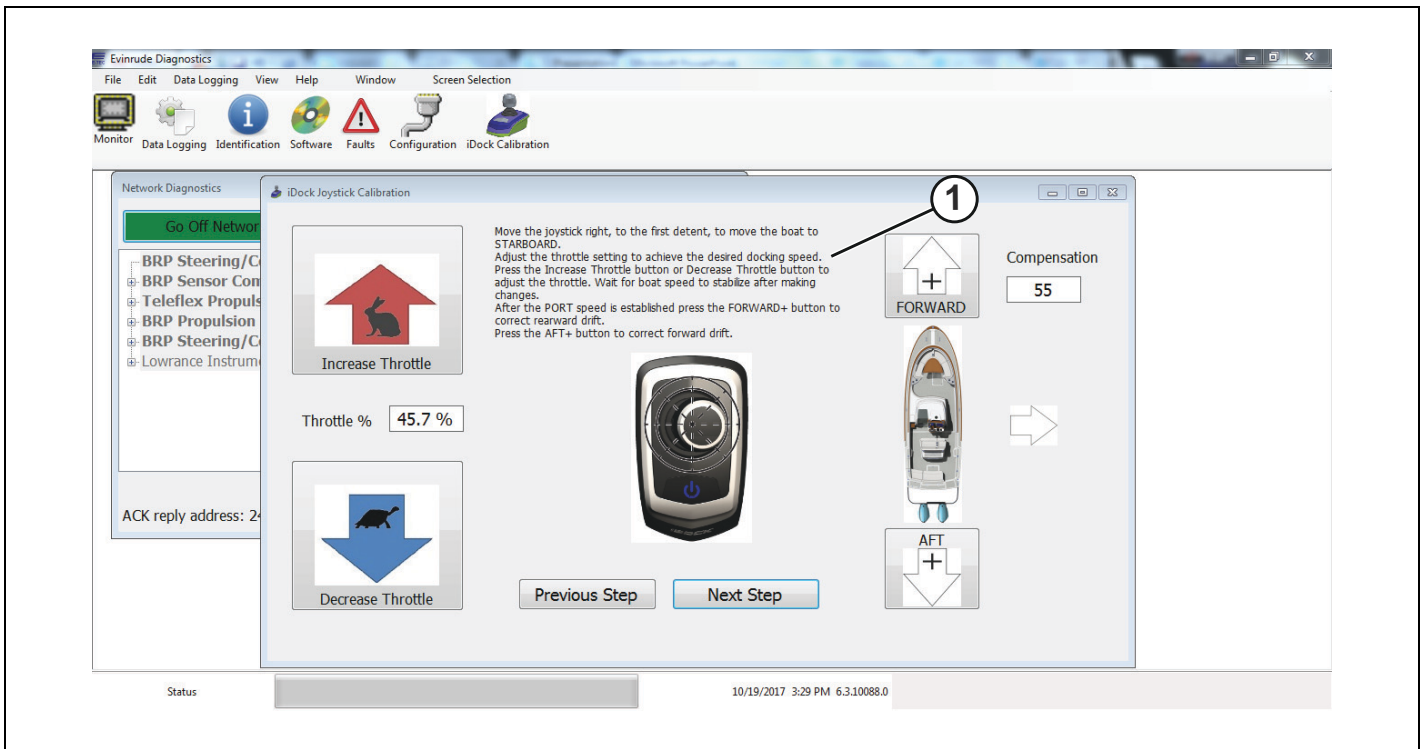 Evinrude Diagnostics
File Edit Data Logging View Help Window Screen Selection
Monitor Data Logging Identification Software Faults Configuration iDock Calibration
Network Diagnostics
Go Off Networ
BRP Steering/C
BRP Sensor Con
Teleflex Propuls
BRP Propulsion
BRP Steering/C
Lowrance Instrume
ACK reply address: 24
iDock Joystick Calibration
1
Increase Throttle
Throttle % 45.7 %
Decrease Throttle
Move the joystick right, to the first detent, to move the boat to
STARBOARD.
Adjust the throttle setting to achieve the desired docking speed.
Press the Increase Throttle button or Decrease Throttle button to
adjust the throttle. Wait for boat speed to stabilize after making
changes.
After the PORT speed is established press the FORWARD+ button to
correct rearward drift.
Press the AFT+ button to correct forward drift.
Previous Step Next Step
+
FORWARD
Compensation
55
AFT
+
Status
10/19/2017 3:29 PM 6.3.10088.0